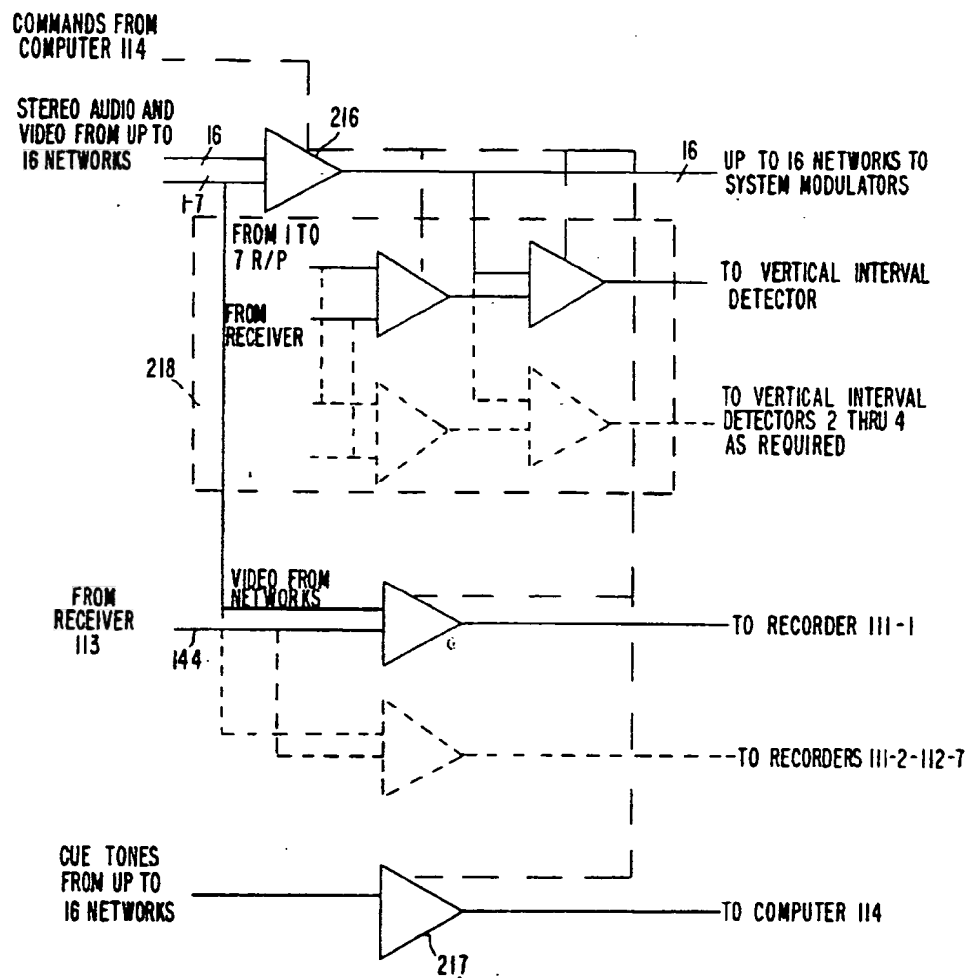 COMMANDS FROM
COMPUTER 114
STEREO AUDIO AND
VIDEO FROM UP TO
16 NETWORKS
16
1-7
216
16
UP TO 16 NETWORKS TO
SYSTEM MODULATORS
FROM 1 TO
7 R/P
FROM
RECEIVER
TO VERTICAL INTERVAL
DETECTOR
218
TO VERTICAL INTERVAL
DETECTORS 2 THRU 4
AS REQUIRED
VIDEO FROM
NETWORKS
FROM
RECEIVER
113
144
TO RECORDER 111-1
TO RECORDERS 111-2-112-7
CUE TONES
FROM UP TO
16 NETWORKS
217
TO COMPUTER 114